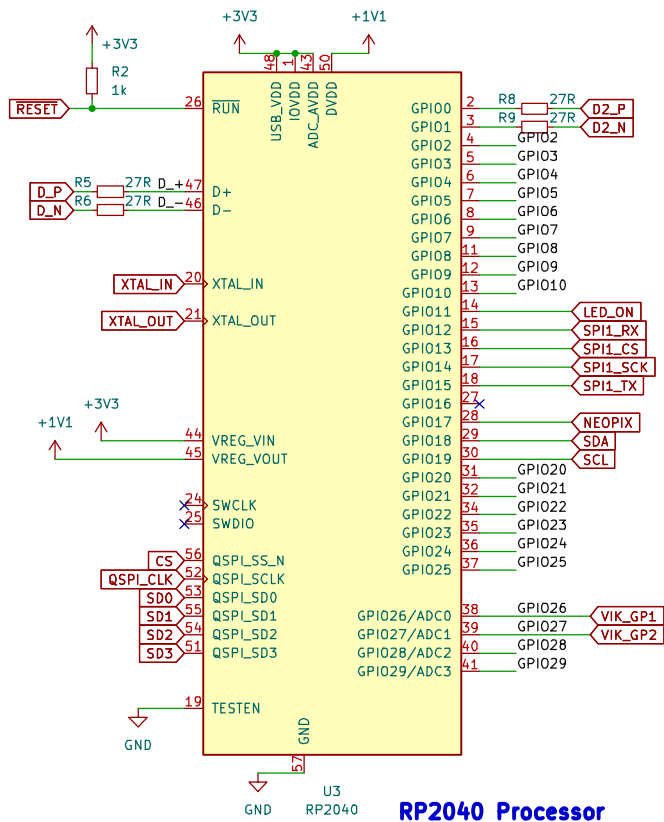 +3V3 +1V1
+3V3
R2
1k
48 1 43 50
USB_VDD IOVDD ADC_AVDD DVDD
RESET 26 RUN
GPIO0 2 R8 27R D2_P
GPIO1 3 R9 27R D2_N
GPIO2 4 GPIO2
GPIO3 5 GPIO3
GPIO4 6 GPIO4
D_P R5 27R D_+ 47 D+ GPIO5 7 GPIO5
D_N R6 27R D_- 46 D- GPIO6 8 GPIO6
GPIO7 9 GPIO7
GPIO8 11 GPIO8
GPIO9 12 GPIO9
XTAL_IN 20 XTAL_IN GPIO10 13 GPIO10
GPIO11 14 LED_ON
XTAL_OUT 21 XTAL_OUT GPIO12 15 SPI1_RX
GPIO13 16 SPI1_CS
GPIO14 17 SPI1_SCK
GPIO15 18 SPI1_TX
+3V3 GPIO16 27
+1V1 GPIO17 28 NEOPIX
44 VREG_VIN GPIO18 29 SDA
45 VREG_VOUT GPIO19 30 SCL
GPIO20 31 GPIO20
GPIO21 32 GPIO21
24 SWCLK GPIO22 34 GPIO22
25 SWDIO GPIO23 35 GPIO23
GPIO24 36 GPIO24
CS 56 QSPI_SS_N GPIO25 37 GPIO25
QSPI_CLK 52 QSPI_SCLK
SD0 53 QSPI_SD0
SD1 55 QSPI_SD1 GPIO26/ADC0 38 GPIO26 VIK_GP1
SD2 54 QSPI_SD2 GPIO27/ADC1 39 GPIO27 VIK_GP2
SD3 51 QSPI_SD3 GPIO28/ADC2 40 GPIO28
GPIO29/ADC3 41 GPIO29
19 TESTEN
GND
GND
57
U3
GND RP2040
RP2040 Processor